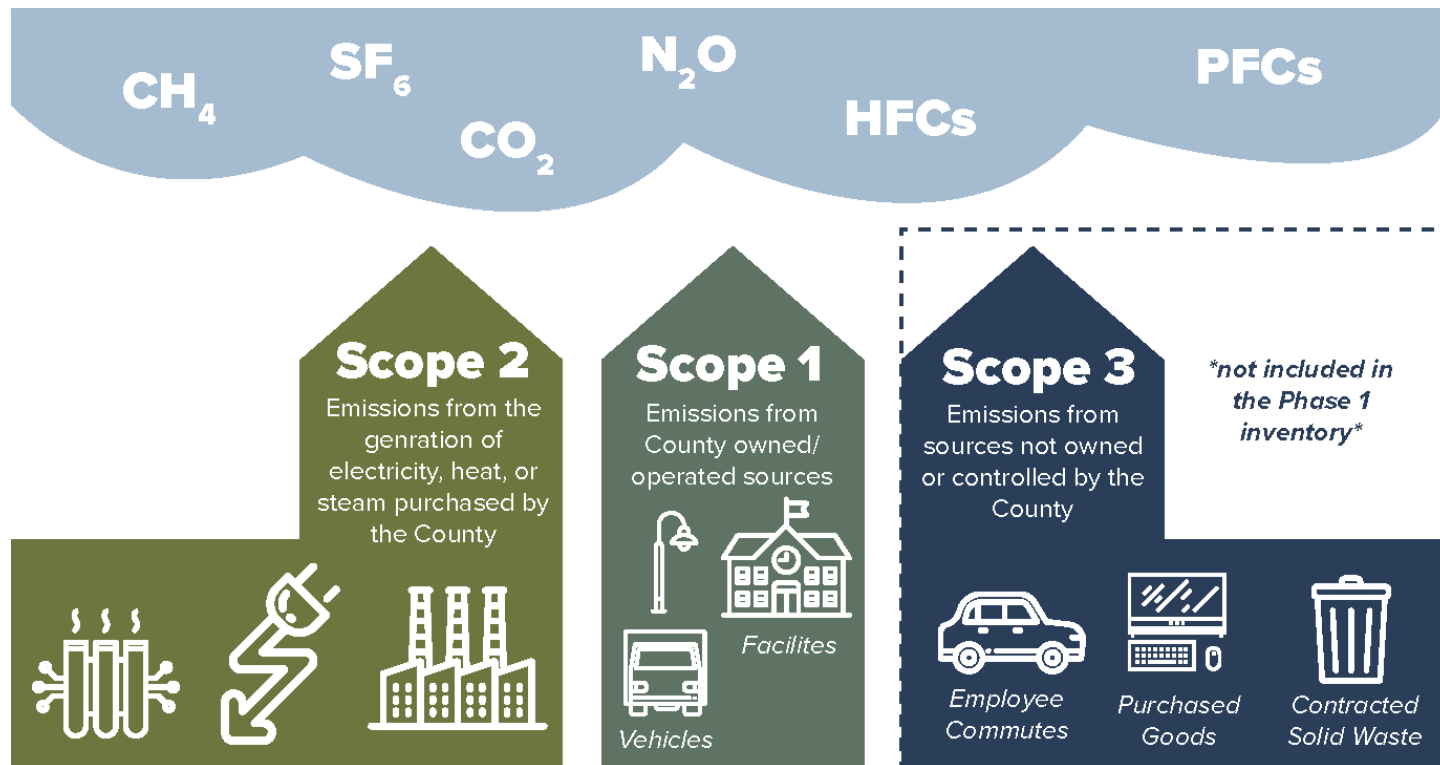 CH₄
SF₆
CO₂
N₂O
HFCs
PFCs
Scope 2
Emissions from the
genration of
electricity, heat, or
steam purchased by
the County
Scope 1
Emissions from
County owned/
operated sources
Facilites
Vehicles
Scope 3
Emissions from
sources not owned
or controlled by the
County
*not included in
the Phase 1
inventory*
Employee
Commutes
Purchased
Goods
Contracted
Solid Waste